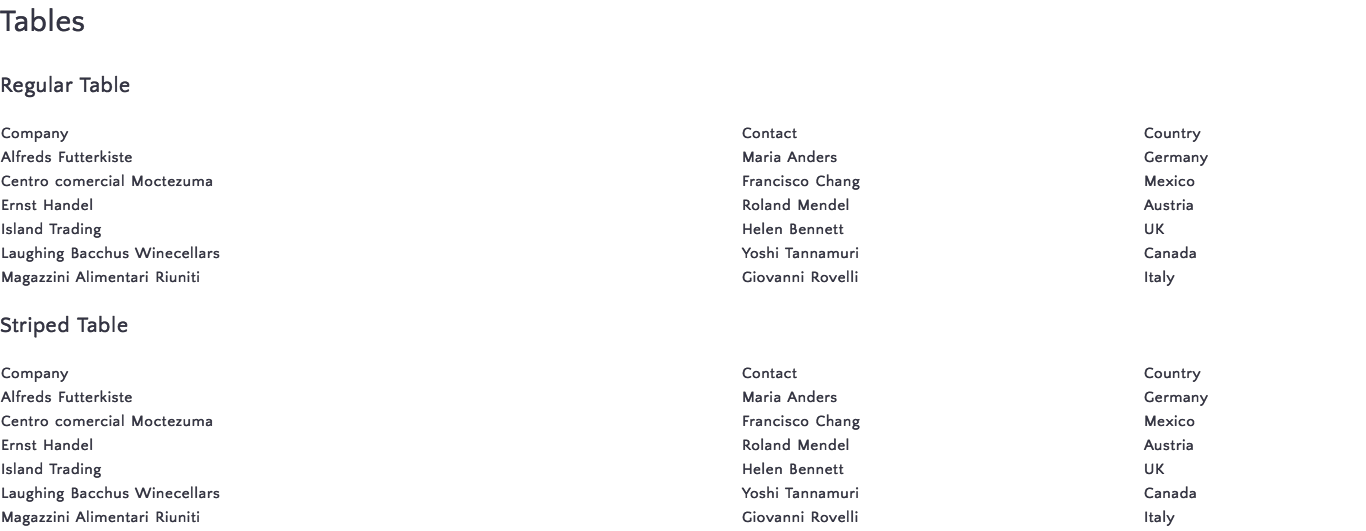 Tables
Regular Table
Company Contact Country
Alfreds Futterkiste Maria Anders Germany
Centro comercial Moctezuma Francisco Chang Mexico
Ernst Handel Roland Mendel Austria
Island Trading Helen Bennett UK
Laughing Bacchus Winecellars Yoshi Tannamuri Canada
Magazzini Alimentari Riuniti Giovanni Rovelli Italy
Striped Table
Company Contact Country
Alfreds Futterkiste Maria Anders Germany
Centro comercial Moctezuma Francisco Chang Mexico
Ernst Handel Roland Mendel Austria
Island Trading Helen Bennett UK
Laughing Bacchus Winecellars Yoshi Tannamuri Canada
Magazzini Alimentari Riuniti Giovanni Rovelli Italy